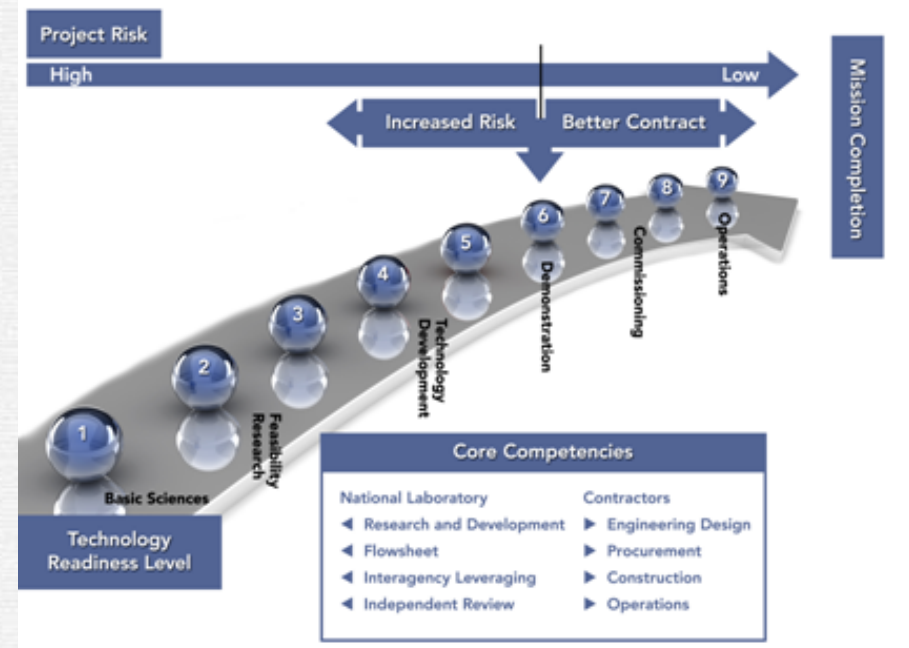 Project Risk
High
Low
Mission Completion
Increased Risk
Better Contract
1
2
3
4
5
6
7
8
9
Basic Sciences
Feasibility
Research
Technology
Development
Demonstration
Commissioning
Operations
Technology
Readiness Level
Core Competencies
National Laboratory
Research and Development
Flowsheet
Interagency Leveraging
Independent Review
Contractors
Engineering Design
Procurement
Construction
Operations